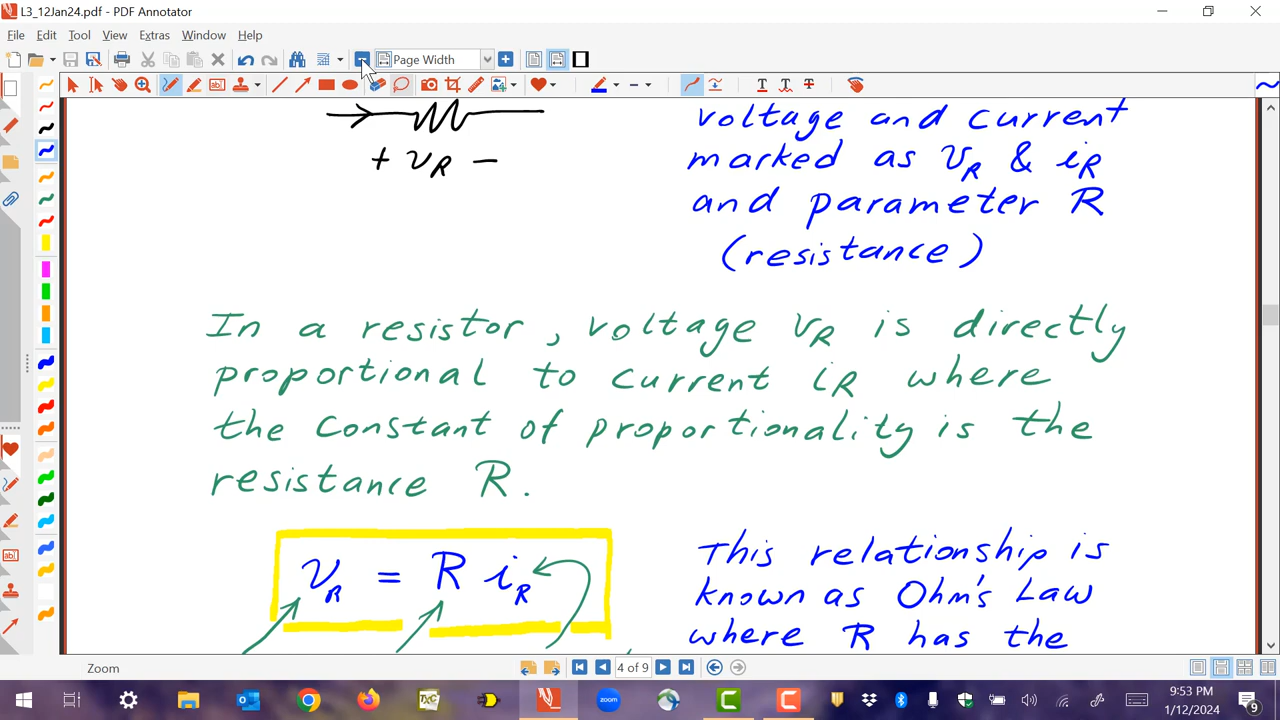 L3_12Jan24.pdf - PDF Annotator
File Edit Tool View Extras Window Help
Page Width
voltage and current
+ vR -
marked as vR & iR
and parameter R
(resistance)
In a resistor, voltage vR is directly
proportional to current iR where
the constant of proportionality is the
resistance R.
vR = R iR
This relationship is
known as Ohm's Law
where R has the
Zoom
4 of 9
9:53 PM
1/12/2024
9